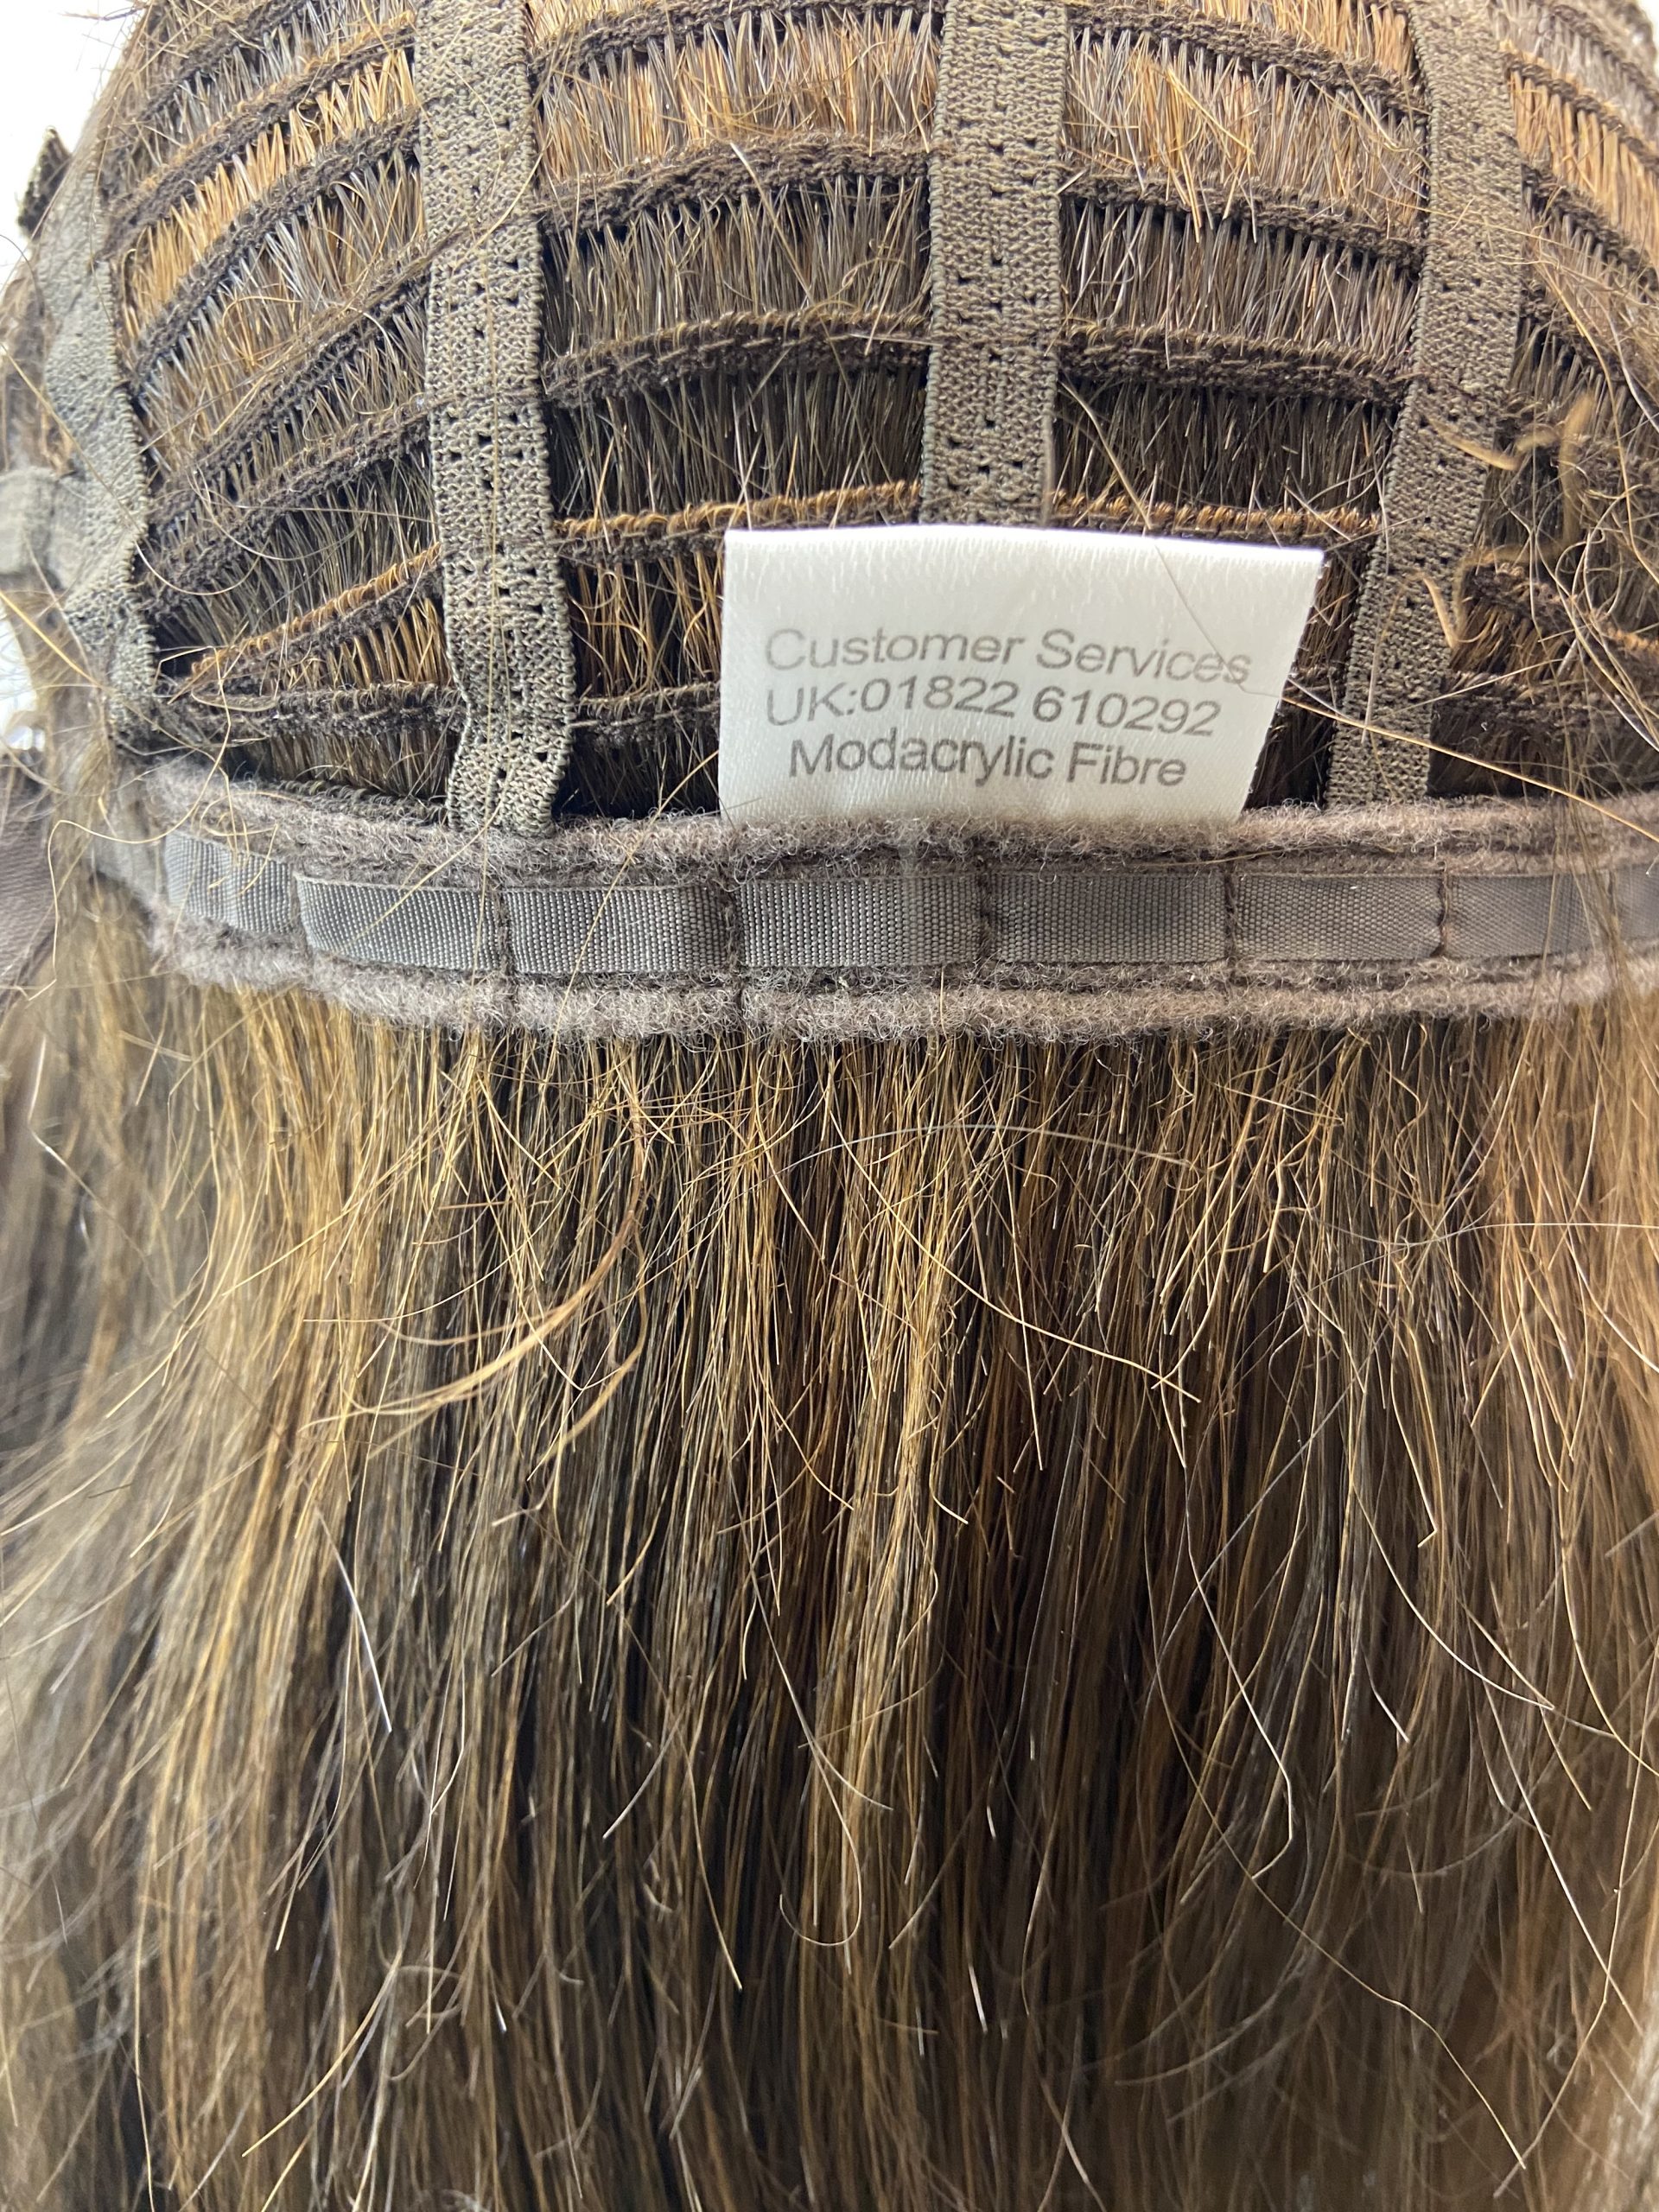 Customer Services
UK:01822 610292
Modacrylic Fibre